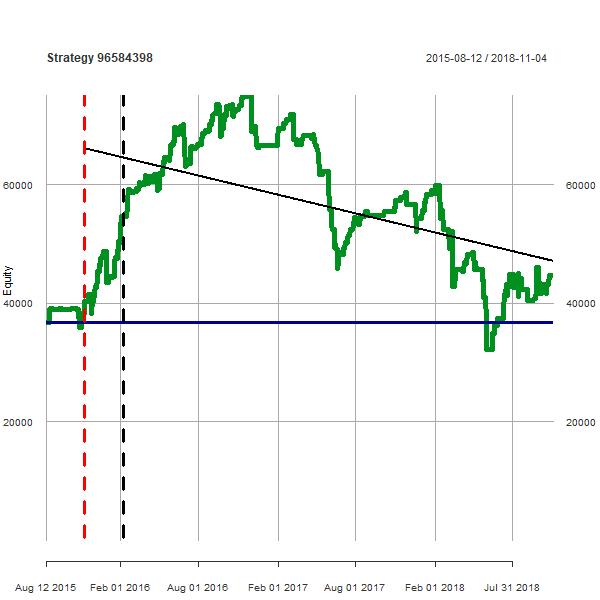 Strategy 96584398
2015-08-12 / 2018-11-04
60000
60000
Equity
40000
40000
20000
20000
Aug 12 2015
Feb 01 2016
Aug 01 2016
Feb 01 2017
Aug 01 2017
Feb 01 2018
Jul 31 2018